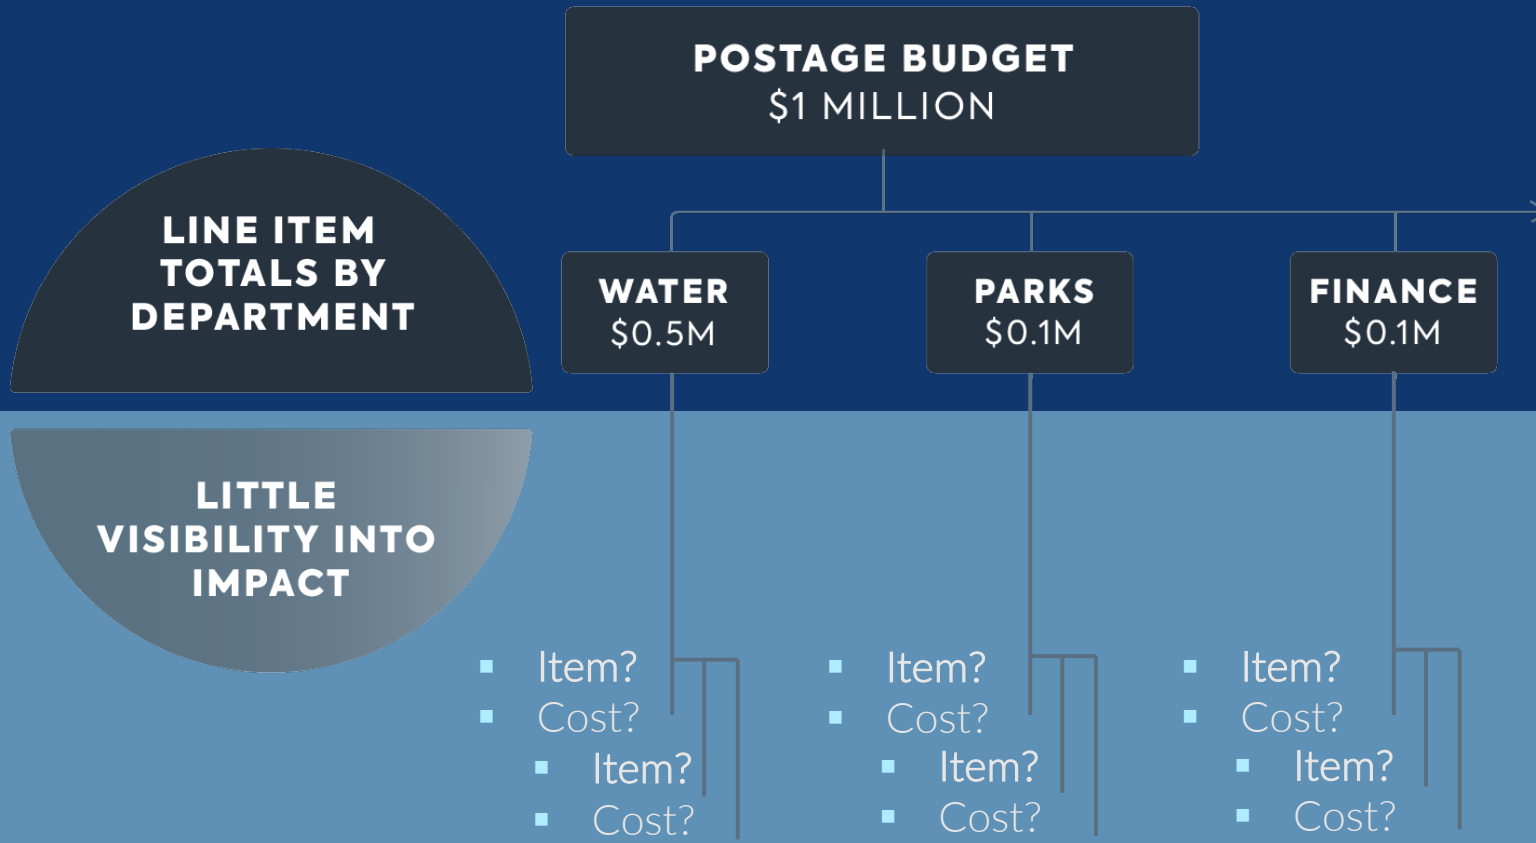 POSTAGE BUDGET
$1 MILLION
LINE ITEM
TOTALS BY
DEPARTMENT
WATER
$0.5M
PARKS
$0.1M
FINANCE
$0.1M
LITTLE
VISIBILITY INTO
IMPACT
Item?
Cost?
Item?
Cost?
Item?
Cost?
Item?
Cost?
Item?
Cost?
Item?
Cost?